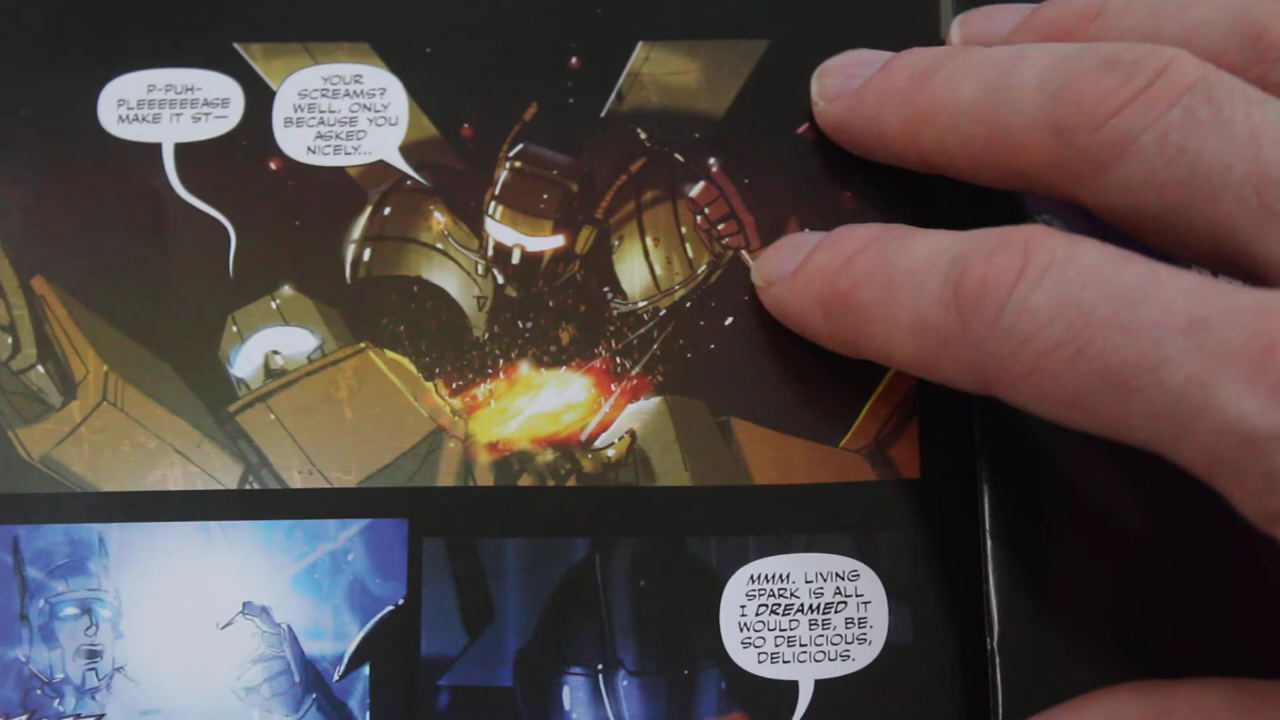 P-PUH-
PLEEEEEEASE
MAKE IT ST—
YOUR
SCREAMS?
WELL, ONLY
BECAUSE YOU
ASKED
NICELY...
MMM. LIVING
SPARK IS ALL
I DREAMED IT
WOULD BE, BE.
SO DELICIOUS,
DELICIOUS.